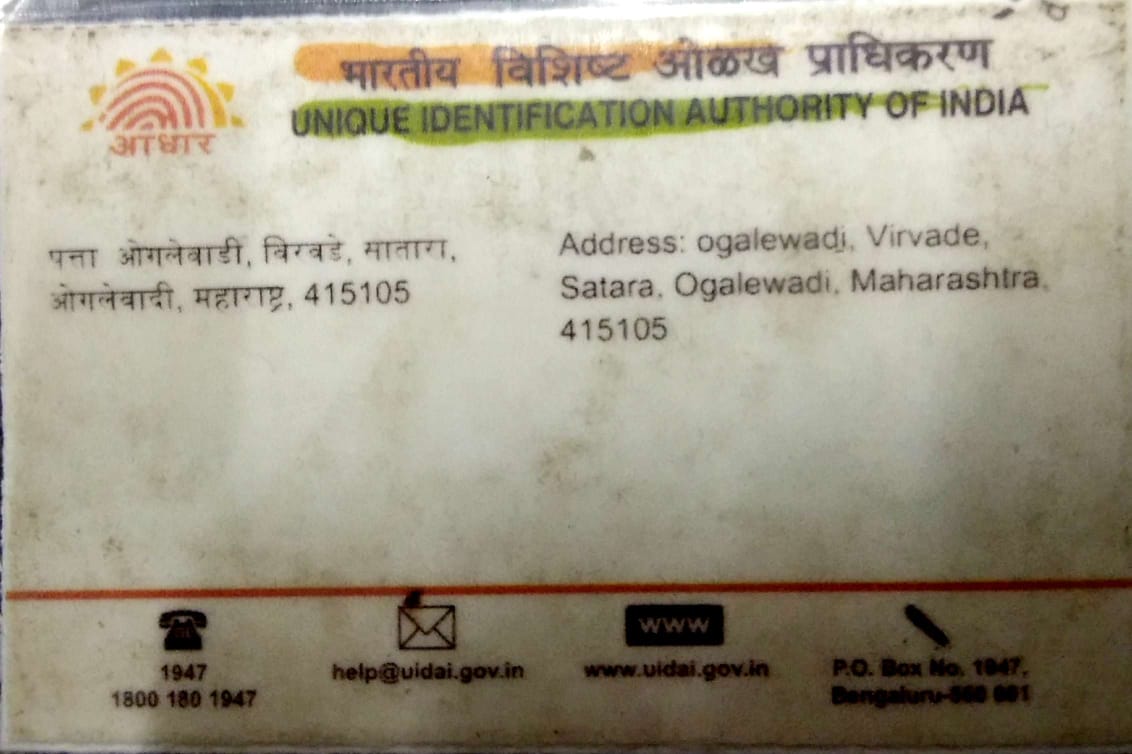 भारतीय विशिष्ट ओळख प्राधिकरण
UNIQUE IDENTIFICATION AUTHORITY OF INDIA
आधार
पत्ता ओगलेवाडी, विरवडे, सातारा,
ओगलेवादी, महाराष्ट्र, 415105
Address: ogalewadi, Virvade,
Satara, Ogalewadi, Maharashtra,
415105
1947
1800 180 1947
help@uidai.gov.in
www
www.uidai.gov.in
P.O. Box No. 1947,
Bengaluru-560 001